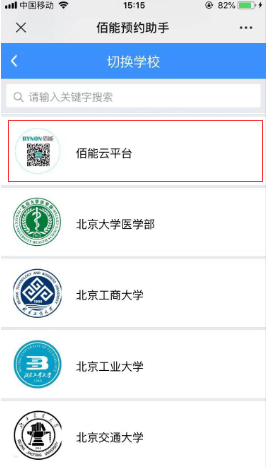 中国移动 15:15 82%
佰能预约助手
切换学校
请输入关键字搜索
BYNON 佰能
佰能云平台
北京大学医学部
北京工商大学
北京工业大学
北京交通大学